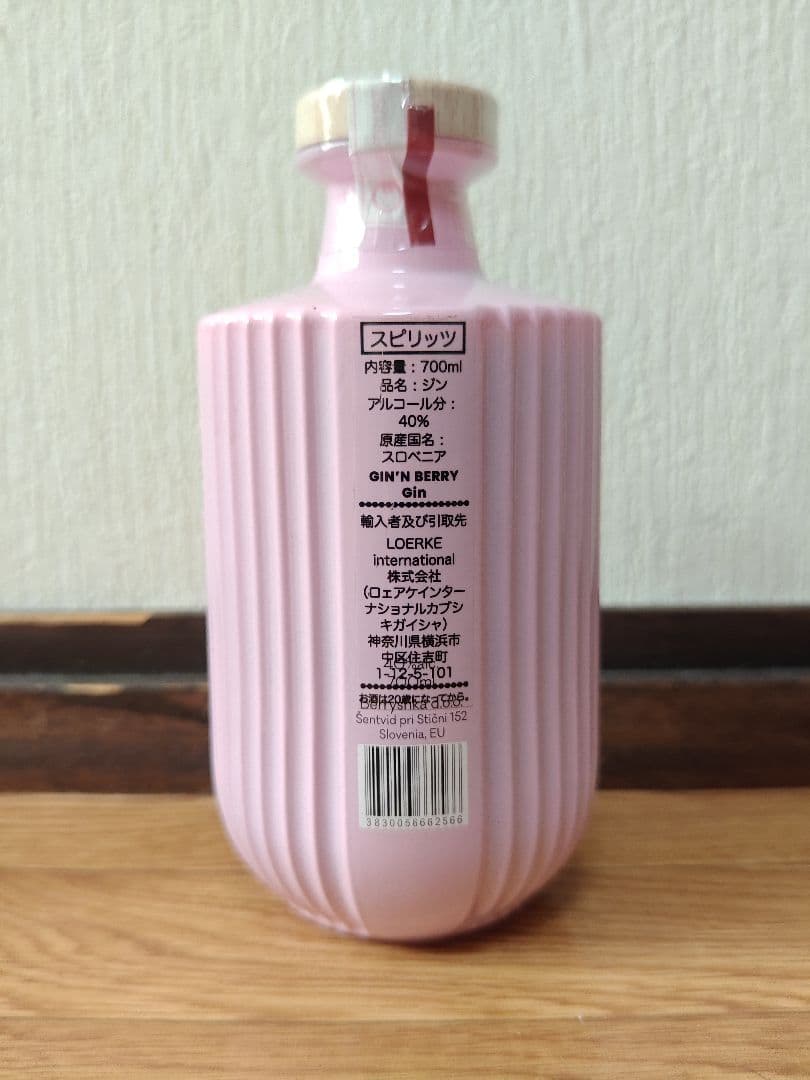 スピリッツ
内容量：700ml
品名：ジン
アルコール分：
40%
原産国名：
スロベニア
GIN'N BERRY
Gin
輸入者及び引取先
LOERKE
international
株式会社
(ロェアケインター
ナショナルカブシ
キガイシャ)
神奈川県横浜市
中区住吉町
40% alc.
1-12-5-101
700ml
お酒は20歳になってから。
Berryshka d.o.o.
Šentvid pri Stični 152
Slovenia, EU
3830056662566